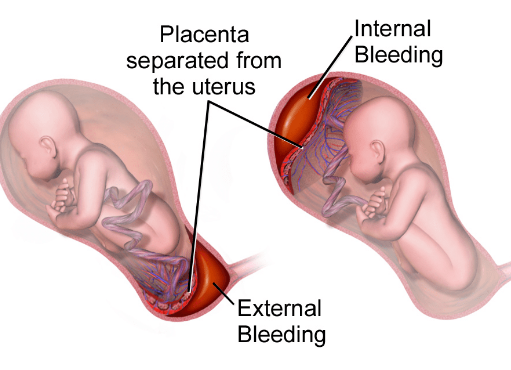 Placenta
separated from
the uterus
Internal
Bleeding
External
Bleeding